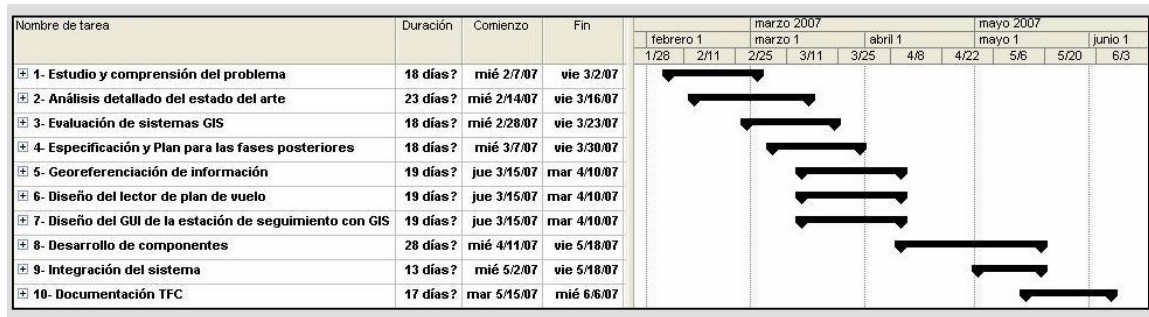 Nombre de tarea Duración Comienzo Fin marzo 2007 mayo 2007
febrero 1 marzo 1 abril 1 mayo 1 junio 1
1/28 2/11 2/25 3/11 3/25 4/8 4/22 5/6 5/20 6/3
1- Estudio y comprensión del problema 18 días? mié 2/7/07 vie 3/2/07
2- Análisis detallado del estado del arte 23 días? mié 2/14/07 vie 3/16/07
3- Evaluación de sistemas GIS 18 días? mié 2/28/07 vie 3/23/07
4- Especificación y Plan para las fases posteriores 18 días? mié 3/7/07 vie 3/30/07
5- Georeferenciación de información 19 días? jue 3/15/07 mar 4/10/07
6- Diseño del lector de plan de vuelo 19 días? jue 3/15/07 mar 4/10/07
7- Diseño del GUI de la estación de seguimiento con GIS 19 días? jue 3/15/07 mar 4/10/07
8- Desarrollo de componentes 28 días? mié 4/11/07 vie 5/18/07
9- Integración del sistema 13 días? mié 5/2/07 vie 5/18/07
10- Documentación TFC 17 días? mar 5/15/07 mié 6/6/07